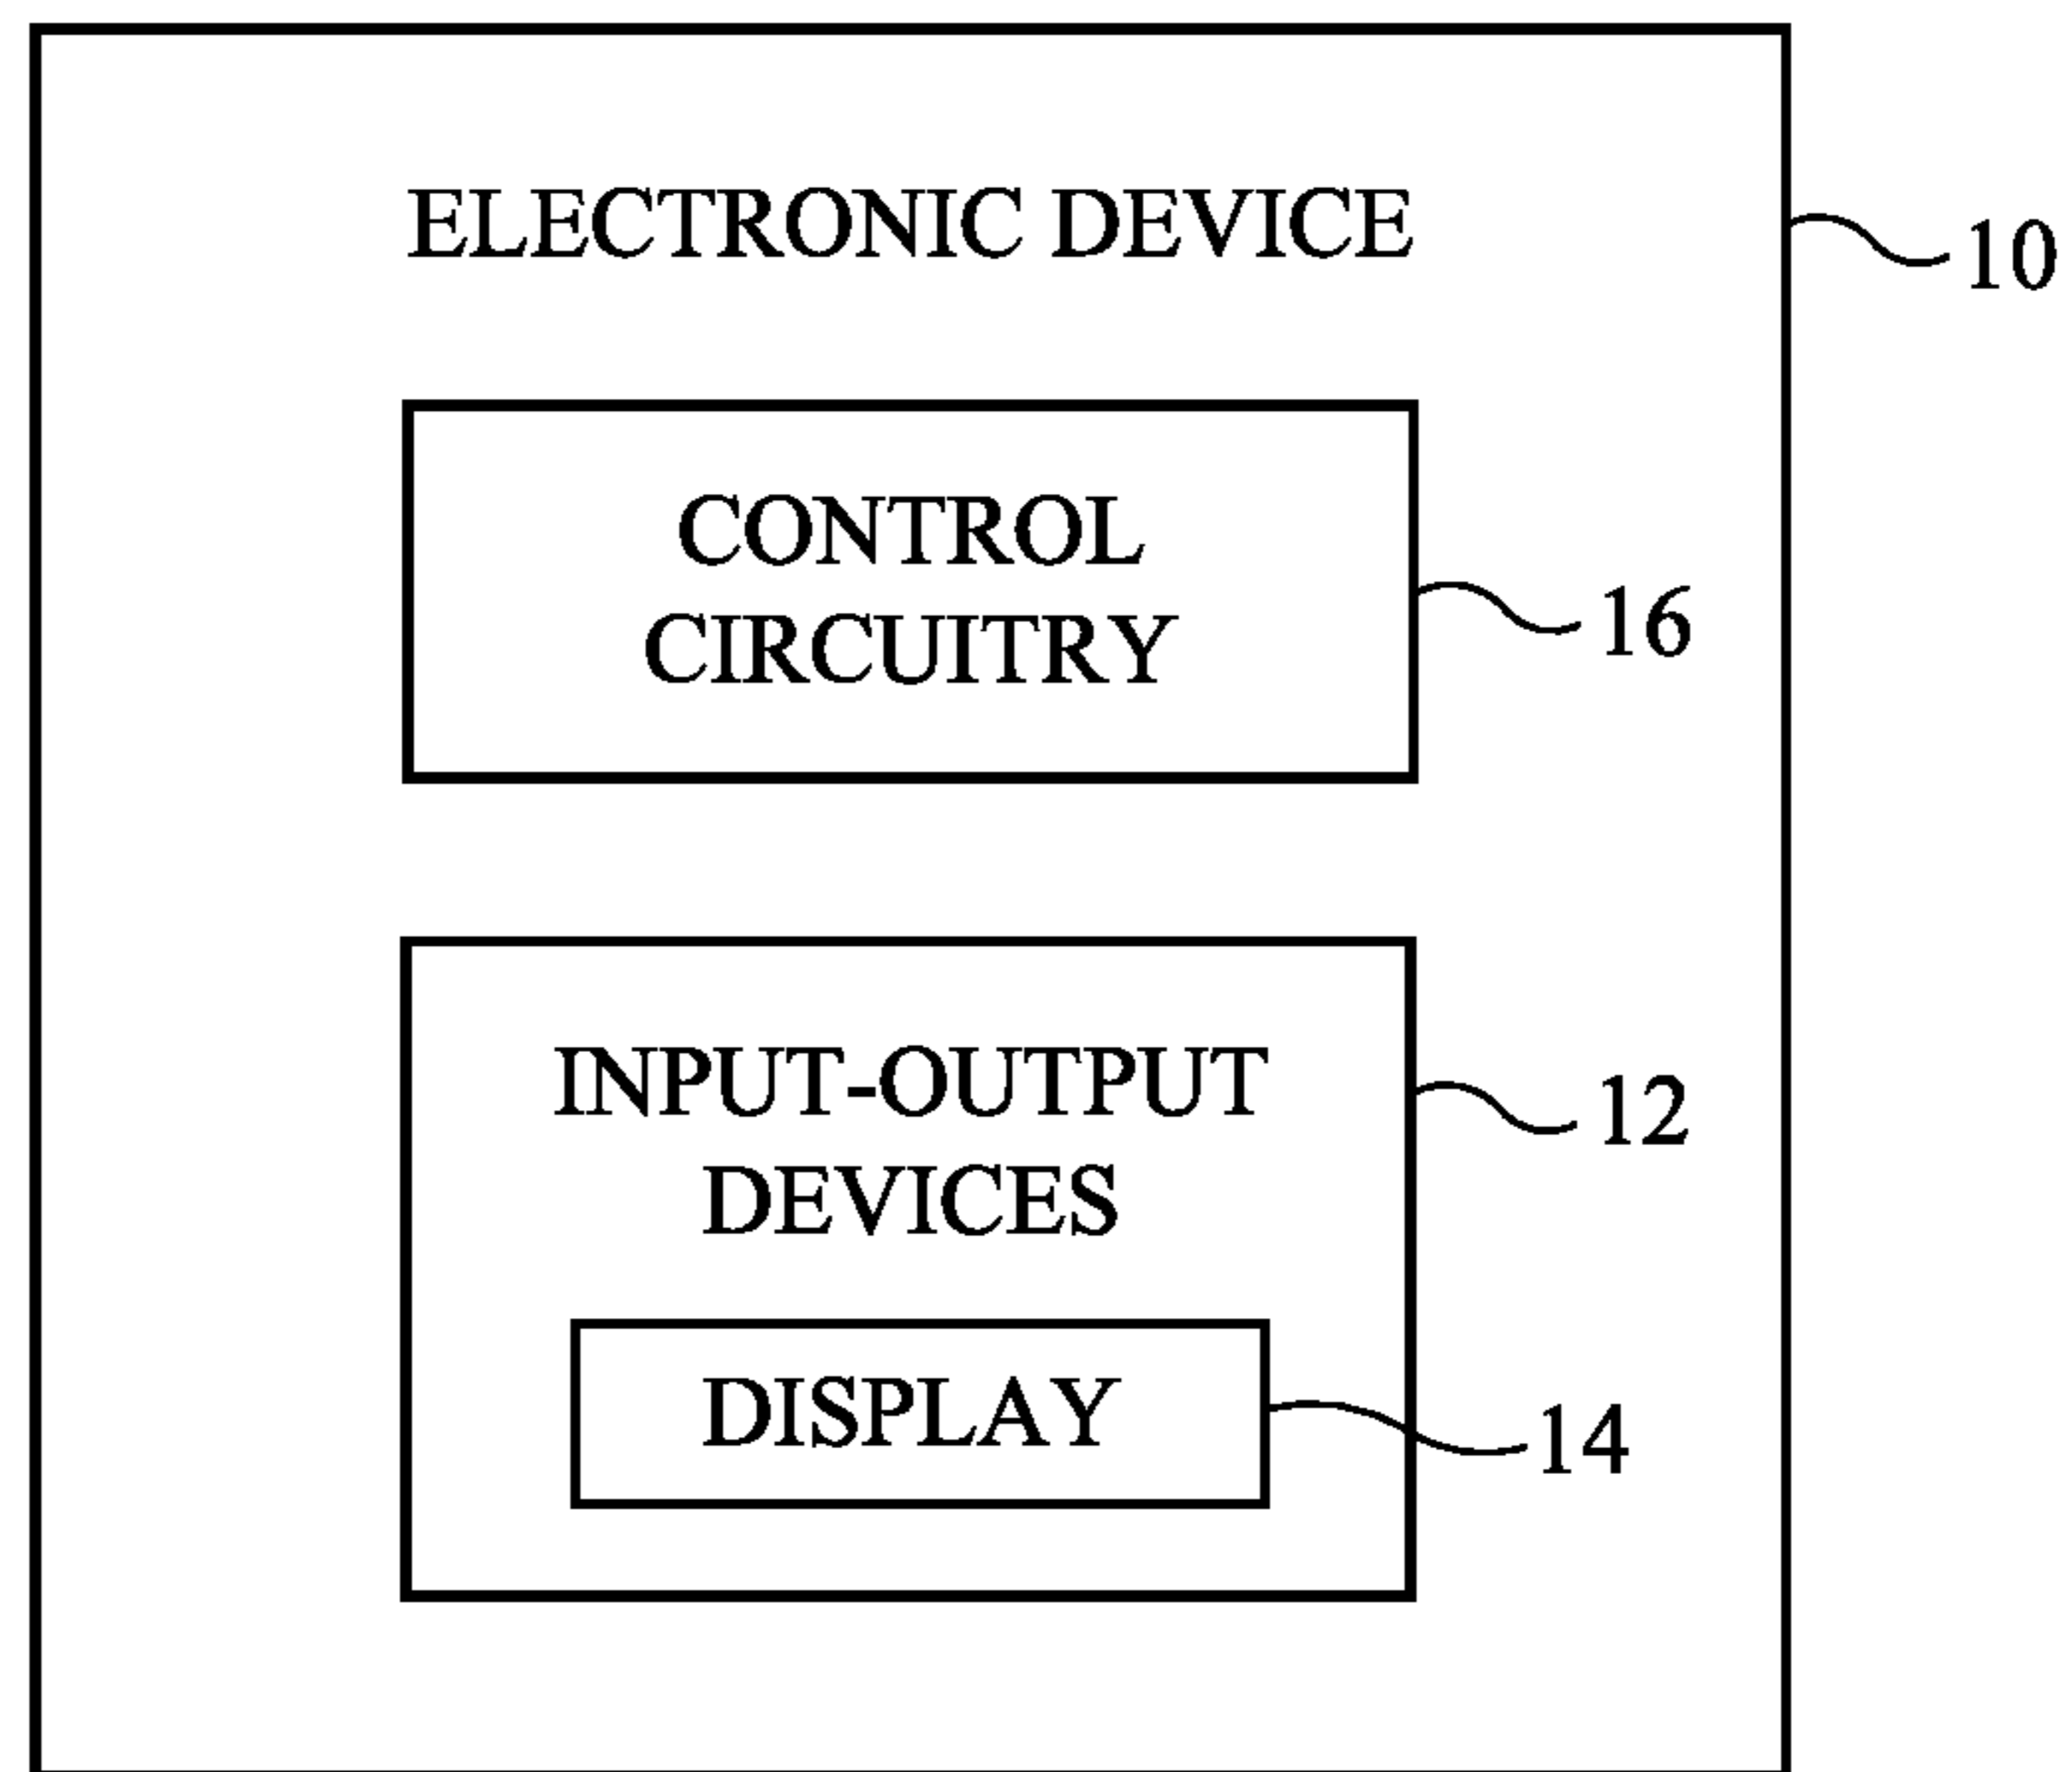 ELECTRONIC DEVICE
10
CONTROL
CIRCUITRY
16
INPUT-OUTPUT
DEVICES
12
DISPLAY
14